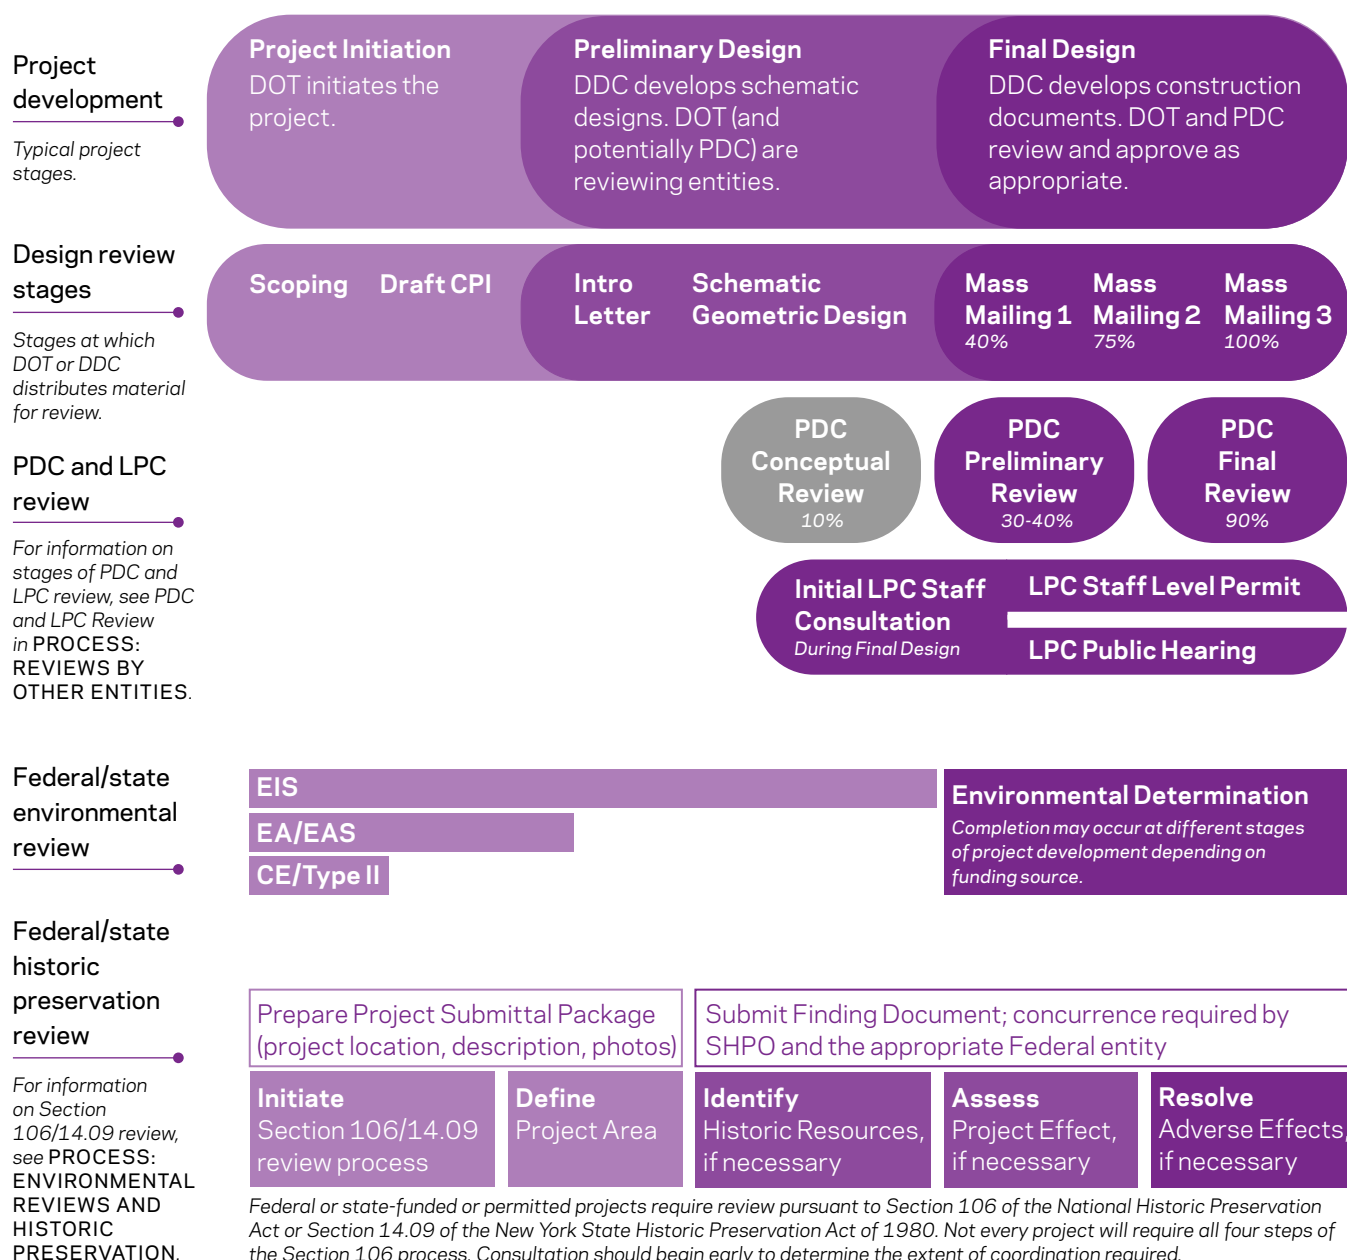 Project
development
Typical project
stages.
Project Initiation
DOT initiates the
project.
Preliminary Design
DDC develops schematic
designs. DOT (and
potentially PDC) are
reviewing entities.
Final Design
DDC develops construction
documents. DOT and PDC
review and approve as
appropriate.
Design review
stages
Stages at which
DOT or DDC
distributes material
for review.
Scoping
Draft CPI
Intro
Letter
Schematic
Geometric Design
Mass
Mailing 1
40%
Mass
Mailing 2
75%
Mass
Mailing 3
100%
PDC and LPC
review
For information on
stages of PDC and
LPC review, see PDC
and LPC Review
in PROCESS:
REVIEWS BY
OTHER ENTITIES.
PDC
Conceptual
Review
10%
PDC
Preliminary
Review
30-40%
PDC
Final
Review
90%
Initial LPC Staff
Consultation
During Final Design
LPC Staff Level Permit
LPC Public Hearing
Federal/state
environmental
review
EIS
EA/EAS
CE/Type II
Environmental Determination
Completion may occur at different stages
of project development depending on
funding source.
Federal/state
historic
preservation
review
For information
on Section
106/14.09 review,
see PROCESS:
ENVIRONMENTAL
REVIEWS AND
HISTORIC
PRESERVATION.
Prepare Project Submittal Package
(project location, description, photos)
Submit Finding Document; concurrence required by
SHPO and the appropriate Federal entity
Initiate
Section 106/14.09
review process
Define
Project Area
Identify
Historic Resources,
if necessary
Assess
Project Effect,
if necessary
Resolve
Adverse Effects,
if necessary
Federal or state-funded or permitted projects require review pursuant to Section 106 of the National Historic Preservation
Act or Section 14.09 of the New York State Historic Preservation Act of 1980. Not every project will require all four steps of
the Section 106 process. Consultation should begin early to determine the extent of coordination required.